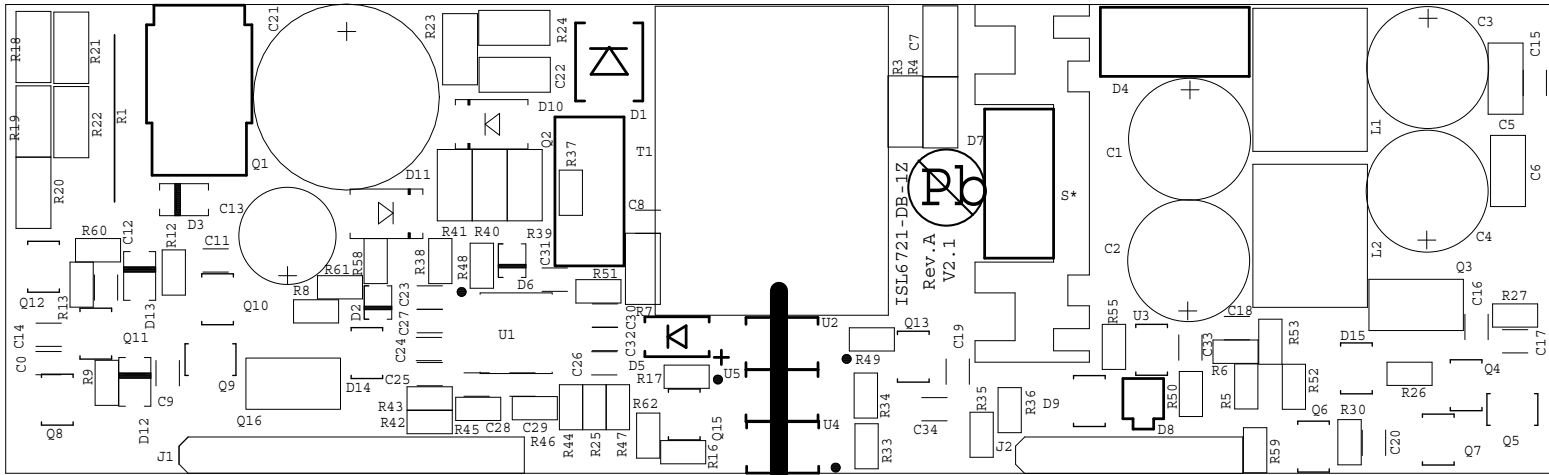 R18
R21
R1
C21
R23
R24
C22
D10
D1
Q2
R37
T1
R3
R4
C7
D7
D4
C3
C15
L1
C5
C1
R19
R22
Q1
D11
R20
D3
C13
C8
Pb
S*
C6
R60
C12
R12
C11
R58
R38
R41
R40
R39
R48
C31
R51
ISL6721-DB-1Z
Rev.A
V2.1
C2
L2
C4
Q3
Q12
R13
D13
Q10
R61
R8
D2
C23
D6
R7
C30
U2
Q13
C19
R55
U3
C18
R53
C16
R27
C0
C14
Q11
C27
C24
U1
C32
C26
D5
+
R49
C33
R6
D15
C17
R9
C9
Q9
D14
C25
R17
U5
R34
R35
R36
D9
R50
R5
R52
R26
Q4
Q8
D12
Q16
R43
R42
R45
C28
C29
R46
R44
R25
R47
R62
Q15
R16
U4
R33
C34
D8
Q6
R30
C20
Q7
Q5
J1
J2
R59